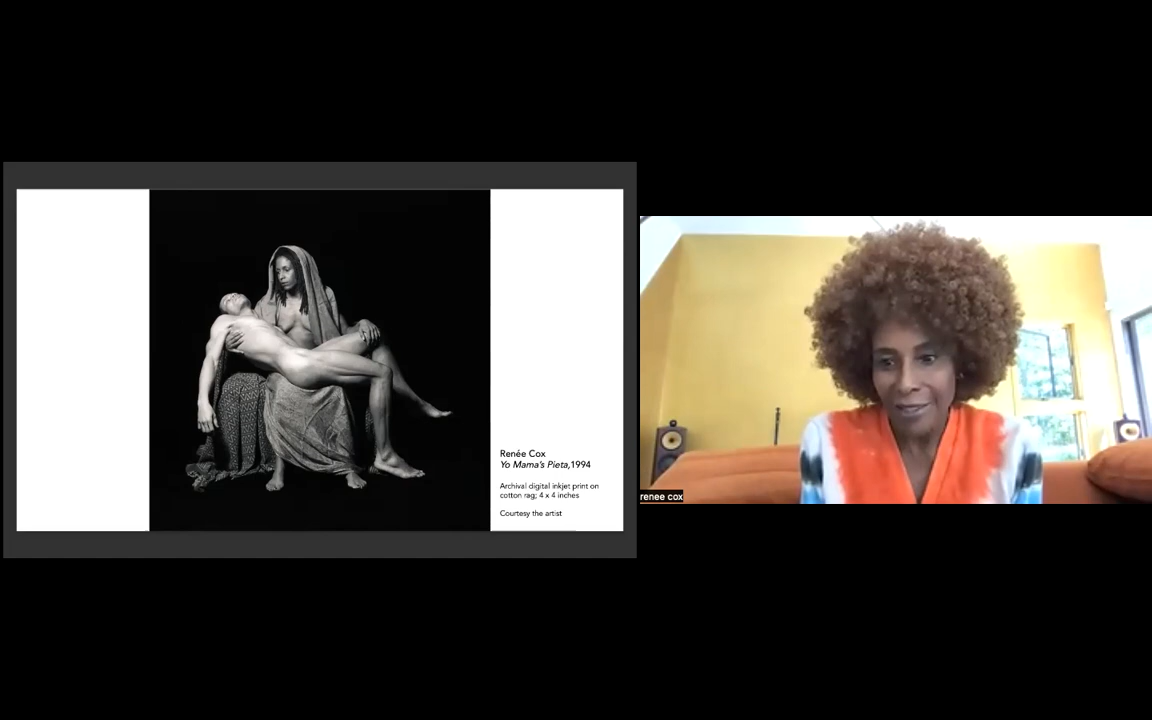 Renée Cox
Yo Mama's Pieta,1994
Archival digital inkjet print on
cotton rag; 4 x 4 inches
Courtesy the artist
renee cox